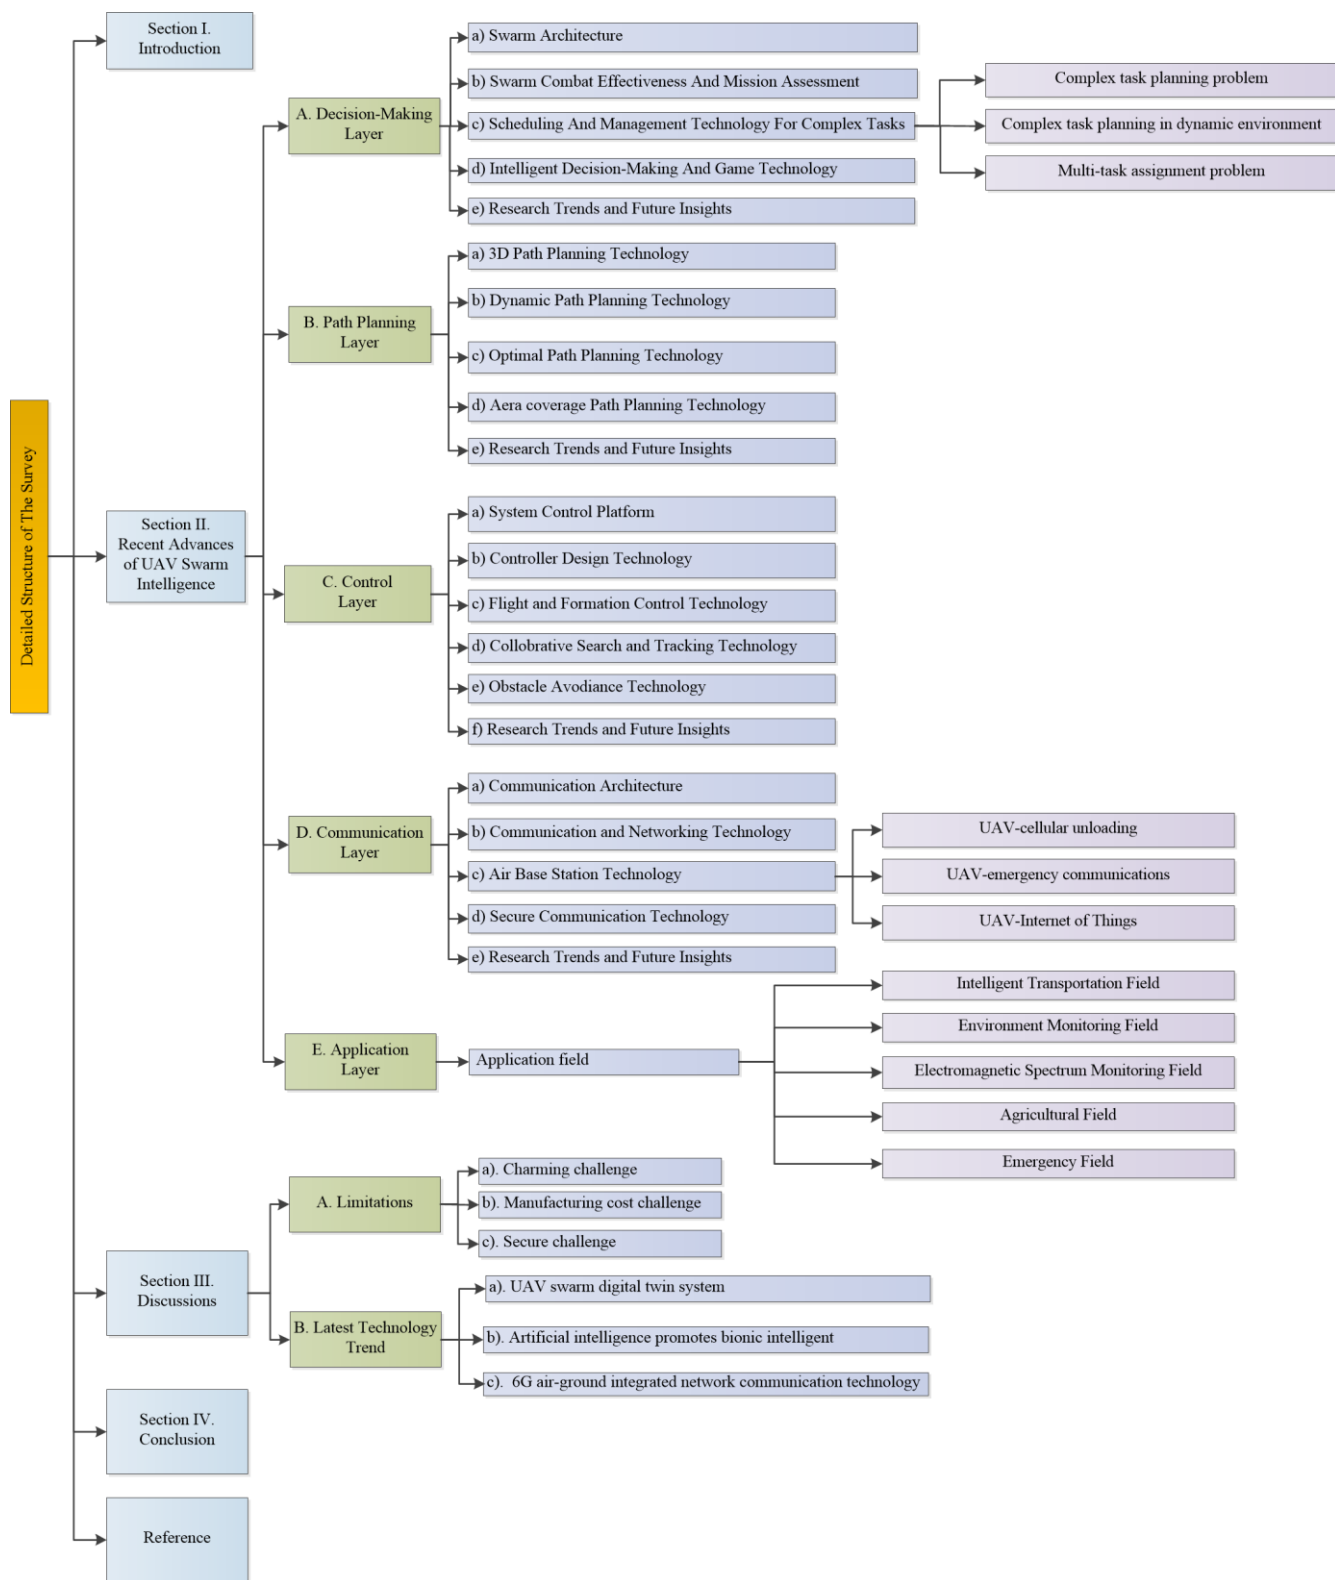 Detailed Structure of The Survey
Section I.
Introduction
Section II.
Recent Advances
of UAV Swarm
Intelligence
A. Decision-Making
Layer
a) Swarm Architecture
b) Swarm Combat Effectiveness And Mission Assessment
c) Scheduling And Management Technology For Complex Tasks
Complex task planning problem
Complex task planning in dynamic environment
Multi-task assignment problem
d) Intelligent Decision-Making And Game Technology
e) Research Trends and Future Insights
B. Path Planning
Layer
a) 3D Path Planning Technology
b) Dynamic Path Planning Technology
c) Optimal Path Planning Technology
d) Aera coverage Path Planning Technology
e) Research Trends and Future Insights
C. Control
Layer
a) System Control Platform
b) Controller Design Technology
c) Flight and Formation Control Technology
d) Collobrative Search and Tracking Technology
e) Obstacle Avodiance Technology
f) Research Trends and Future Insights
D. Communication
Layer
a) Communication Architecture
b) Communication and Networking Technology
c) Air Base Station Technology
UAV-cellular unloading
UAV-emergency communications
UAV-Internet of Things
d) Secure Communication Technology
e) Research Trends and Future Insights
E. Application
Layer
Application field
Intelligent Transportation Field
Environment Monitoring Field
Electromagnetic Spectrum Monitoring Field
Agricultural Field
Emergency Field
Section III.
Discussions
A. Limitations
a). Charming challenge
b). Manufacturing cost challenge
c). Secure challenge
B. Latest Technology
Trend
a). UAV swarm digital twin system
b). Artificial intelligence promotes bionic intelligent
c). 6G air-ground integrated network communication technology
Section IV.
Conclusion
Reference